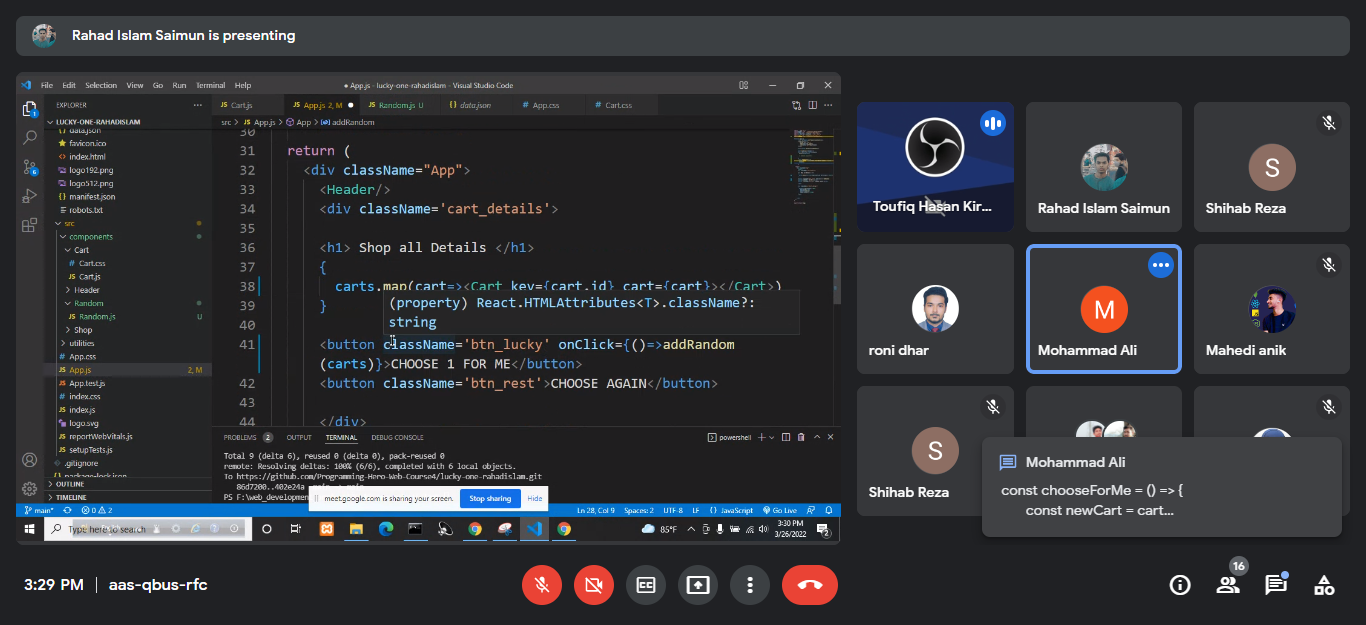 Rahad Islam Saimun is presenting
File Edit Selection View Go Run Terminal Help
● App.js - lucky-one-rahadislam - Visual Studio Code
EXPLORER ···
LUCKY-ONE-RAHADISLAM
{} data.json
favicon.ico
<> index.html
logo192.png
logo512.png
{} manifest.json
robots.txt
src
components
Cart
# Cart.css
JS Cart.js
Header
Random
JS Random.js U
Shop
utilities
# App.css
JS App.js 2, M
JS App.test.js
# index.css
JS index.js
logo.svg
JS reportWebVitals.js
JS setupTests.js
.gitignore
package-lock.json
OUTLINE
TIMELINE
JS Cart.js JS App.js 2, M ● JS Random.js U {} data.json # App.css # Cart.css
src > JS App.js > App > addRandom
30
31 return (
32 <div className="App">
33 <Header/>
34 <div className='cart_details'>
35
36 <h1> Shop all Details </h1>
37 {
38 carts.map(cart=><Cart key={cart.id} cart={cart}></Cart>)
(property) React.HTMLAttributes<T>.className?:
string
39 }
40
41 <button className='btn_lucky' onClick={()=>addRandom
(carts)}>CHOOSE 1 FOR ME</button>
42 <button className='btn_rest'>CHOOSE AGAIN</button>
43
44 </div>
PROBLEMS 2 OUTPUT TERMINAL DEBUG CONSOLE powershell
Total 9 (delta 6), reused 0 (delta 0), pack-reused 0
remote: Resolving deltas: 100% (6/6), completed with 6 local objects.
To https://github.com/Programming-Hero-Web-Course4/lucky-one-rahadislam.git
86d7200..402e24a main -> main
PS F:\web_development
meet.google.com is sharing your screen. Stop sharing Hide
main* 0 2 Ln 28, Col 9 Spaces: 2 UTF-8 LF {} JavaScript Go Live
Type here to search 85°F 3:30 PM
3/26/2022 2
Toufiq Hasan Kir...
Rahad Islam Saimun
S
Shihab Reza
roni dhar
M
Mohammad Ali
Mahedi anik
S
Shihab Reza
Mohammad Ali
const chooseForMe = () => {
const newCart = cart...
3:29 PM | aas-qbus-rfc
16